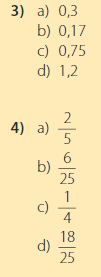 3) a) 0,3
b) 0,17
c) 0,75
d) 1,2
4) a) 2/5
b) 6/25
c) 1/4
d) 18/25